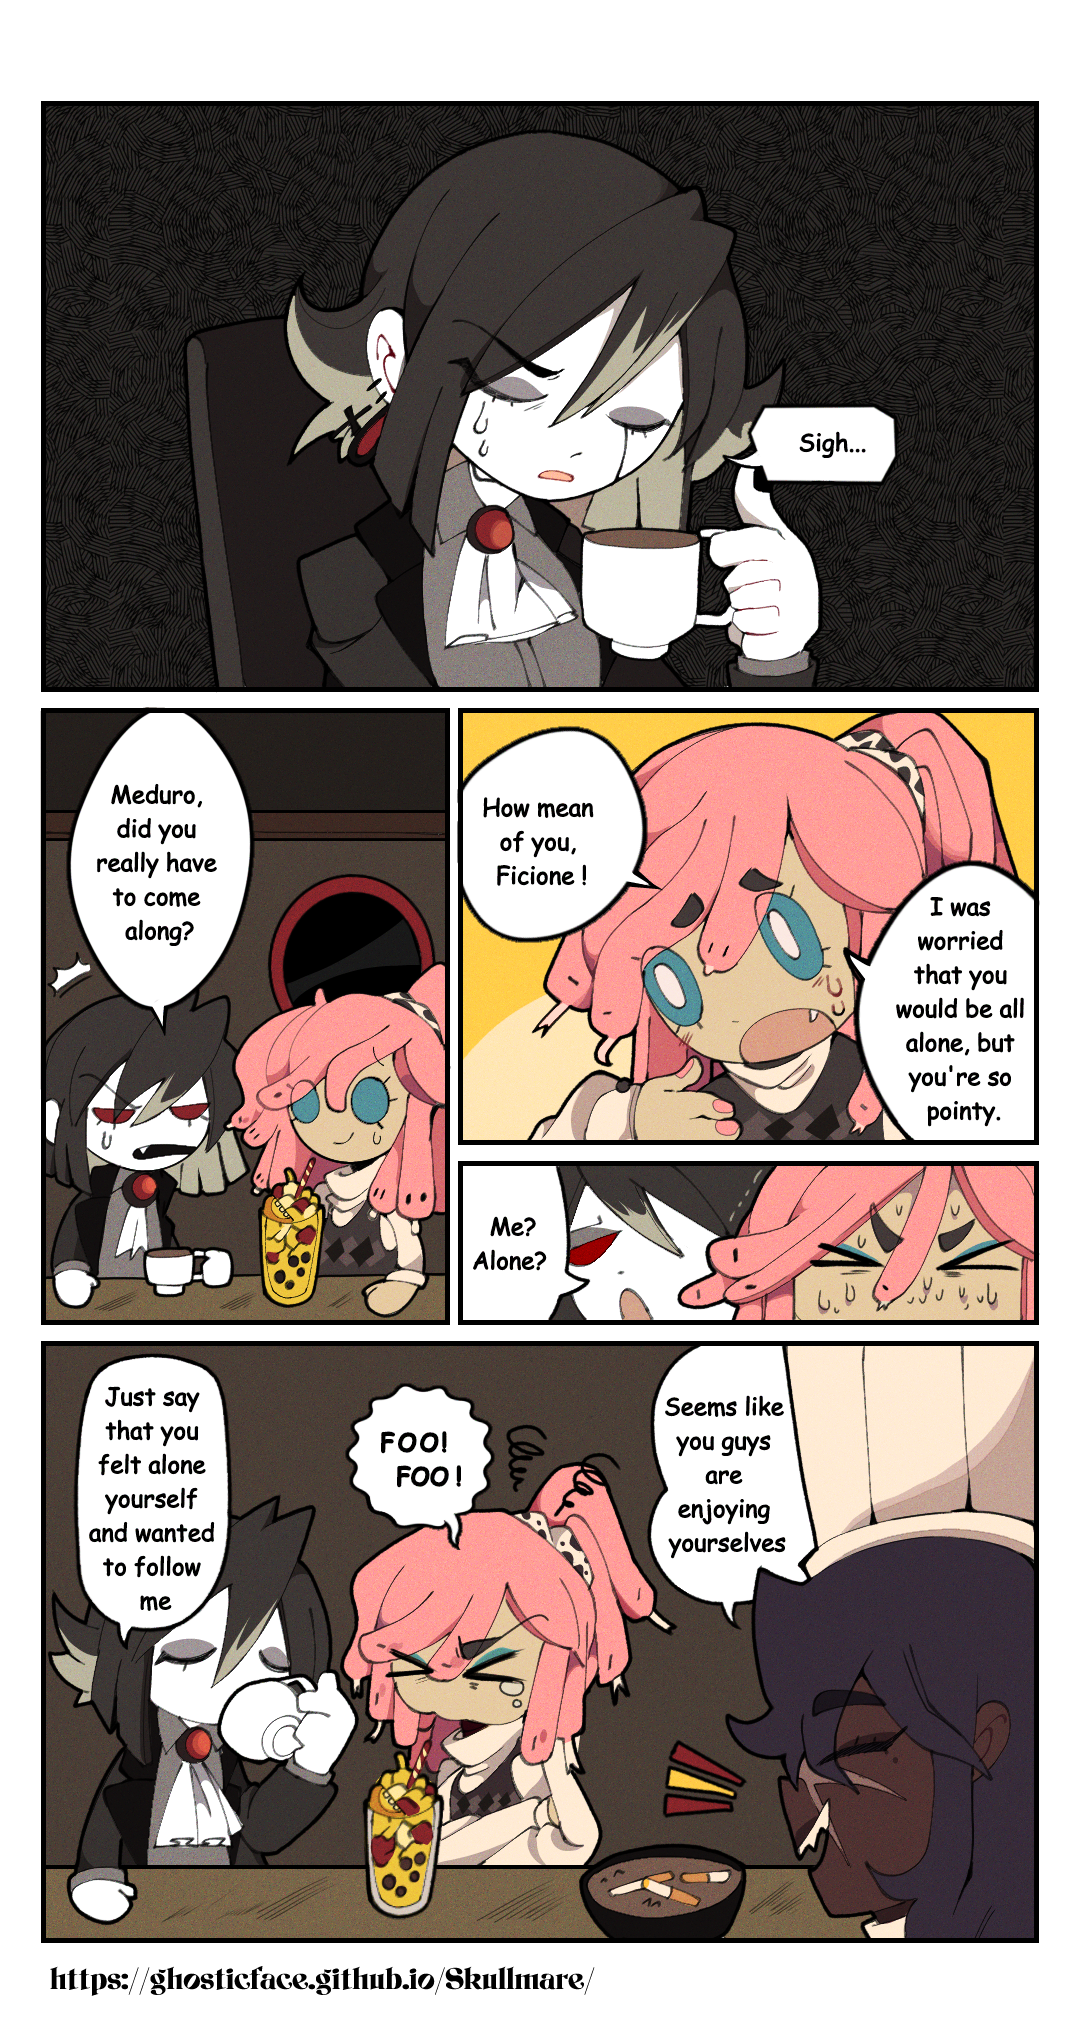 Sigh...
Meduro,
did you
really have
to come
along?
How mean
of you,
Ficione !
I was
worried
that you
would be all
alone, but
you're so
pointy.
Me?
Alone?
Just say
that you
felt alone
yourself
and wanted
to follow
me
FOO!
FOO !
Seems like
you guys
are
enjoying
yourselves
https://ghosticface.github.io/Skullmare/